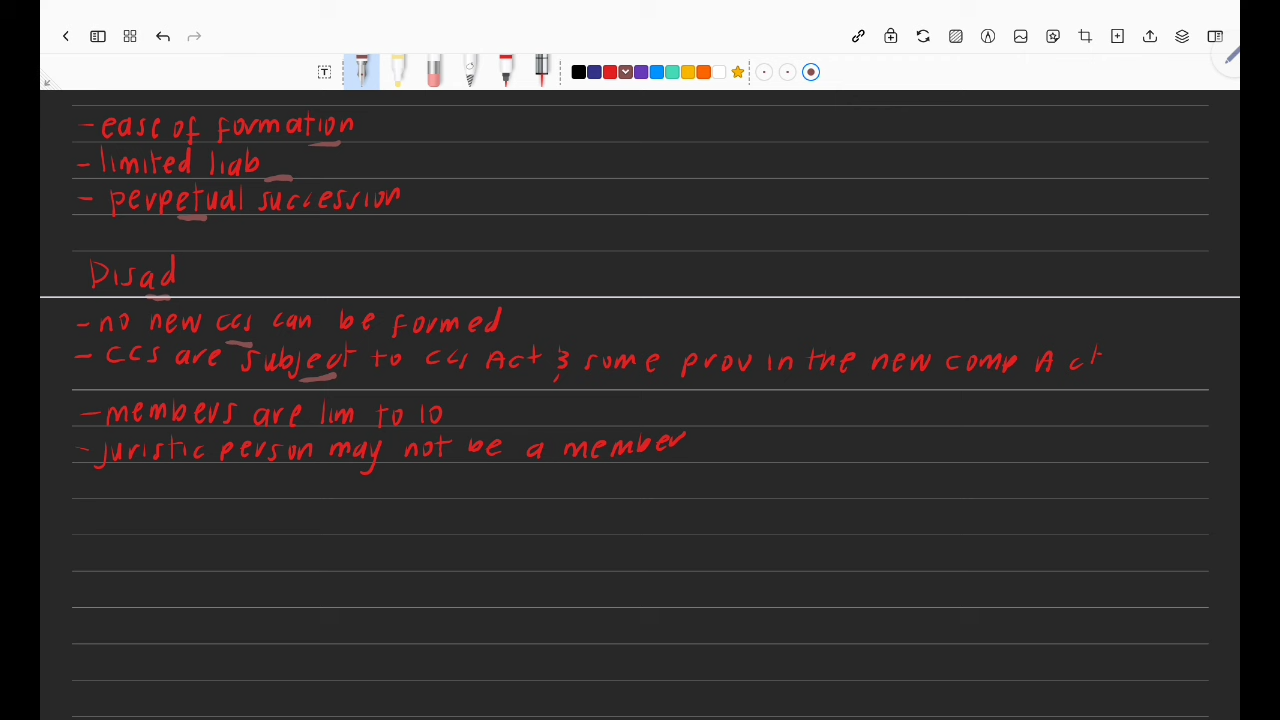 - ease of formation
- limited liab
- perpetual succession
Disad
- no new ccs can be formed
- CCs are subject to CCs Act & some prov in the new comp Act
- members are lim to 10
- juristic person may not be a member